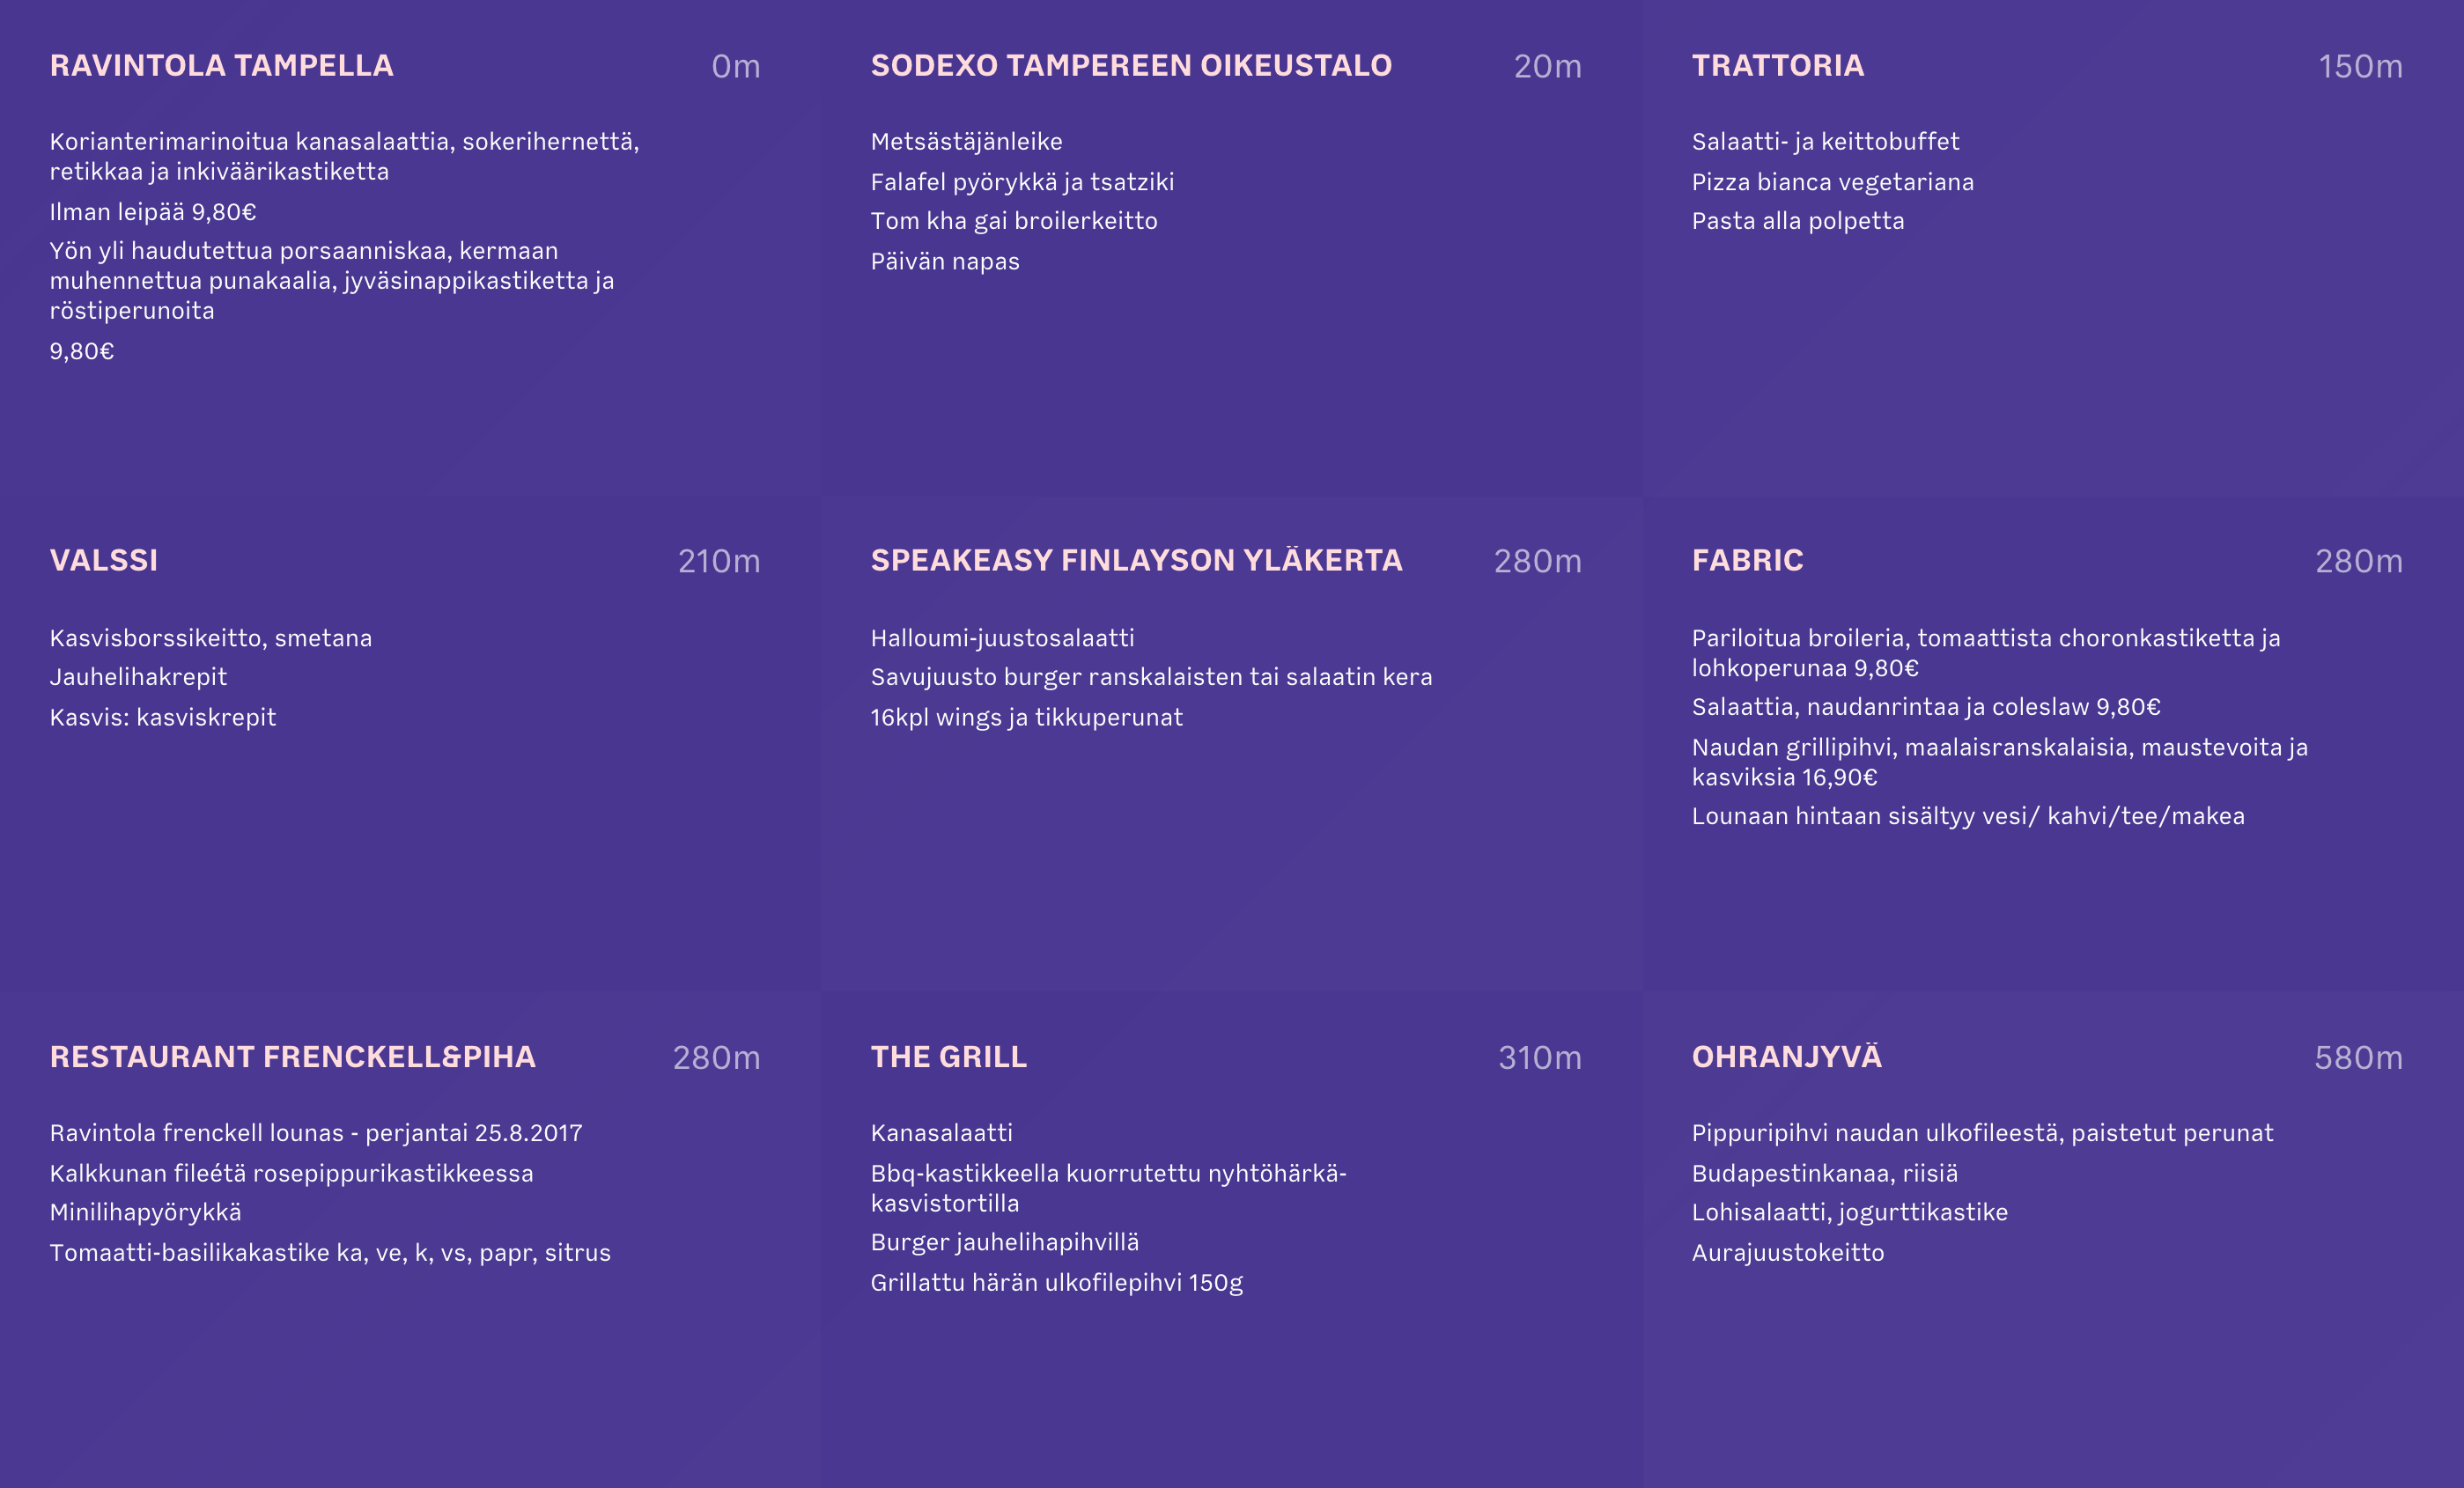 RAVINTOLA TAMPELLA 0m
Korianterimarinoitua kanasalaattia, sokerihernettä,
retikkaa ja inkiväärikastiketta
Ilman leipää 9,80€
Yön yli haudutettua porsaanniskaa, kermaan
muhennettua punakaalia, jyväsinappikastiketta ja
röstiperunoita
9,80€
SODEXO TAMPEREEN OIKEUSTALO 20m
Metsästäjänleike
Falafel pyörykkä ja tsatziki
Tom kha gai broilerkeitto
Päivän napas
TRATTORIA 150m
Salaatti- ja keittobuffet
Pizza bianca vegetariana
Pasta alla polpetta
VALSSI 210m
Kasvisborssikeitto, smetana
Jauhelihakrepit
Kasvis: kasviskrepit
SPEAKEASY FINLAYSON YLÄKERTA 280m
Halloumi-juustosalaatti
Savujuusto burger ranskalaisten tai salaatin kera
16kpl wings ja tikkuperunat
FABRIC 280m
Pariloitua broileria, tomaattista choronkastiketta ja
lohkoperunaa 9,80€
Salaattia, naudanrintaa ja coleslaw 9,80€
Naudan grillipihvi, maalaisranskalaisia, maustevoita ja
kasviksia 16,90€
Lounaan hintaan sisältyy vesi/ kahvi/tee/makea
RESTAURANT FRENCKELL&PIHA 280m
Ravintola frenckell lounas - perjantai 25.8.2017
Kalkkunan fileétä rosepippurikastikkeessa
Minilihapyörykkä
Tomaatti-basilikakastike ka, ve, k, vs, papr, sitrus
THE GRILL 310m
Kanasalaatti
Bbq-kastikkeella kuorrutettu nyhtöhärkä-
kasvistortilla
Burger jauhelihapihvillä
Grillattu härän ulkofilepihvi 150g
OHRANJYVÄ 580m
Pippuripihvi naudan ulkofileestä, paistetut perunat
Budapestinkanaa, riisiä
Lohisalaatti, jogurttikastike
Aurajuustokeitto